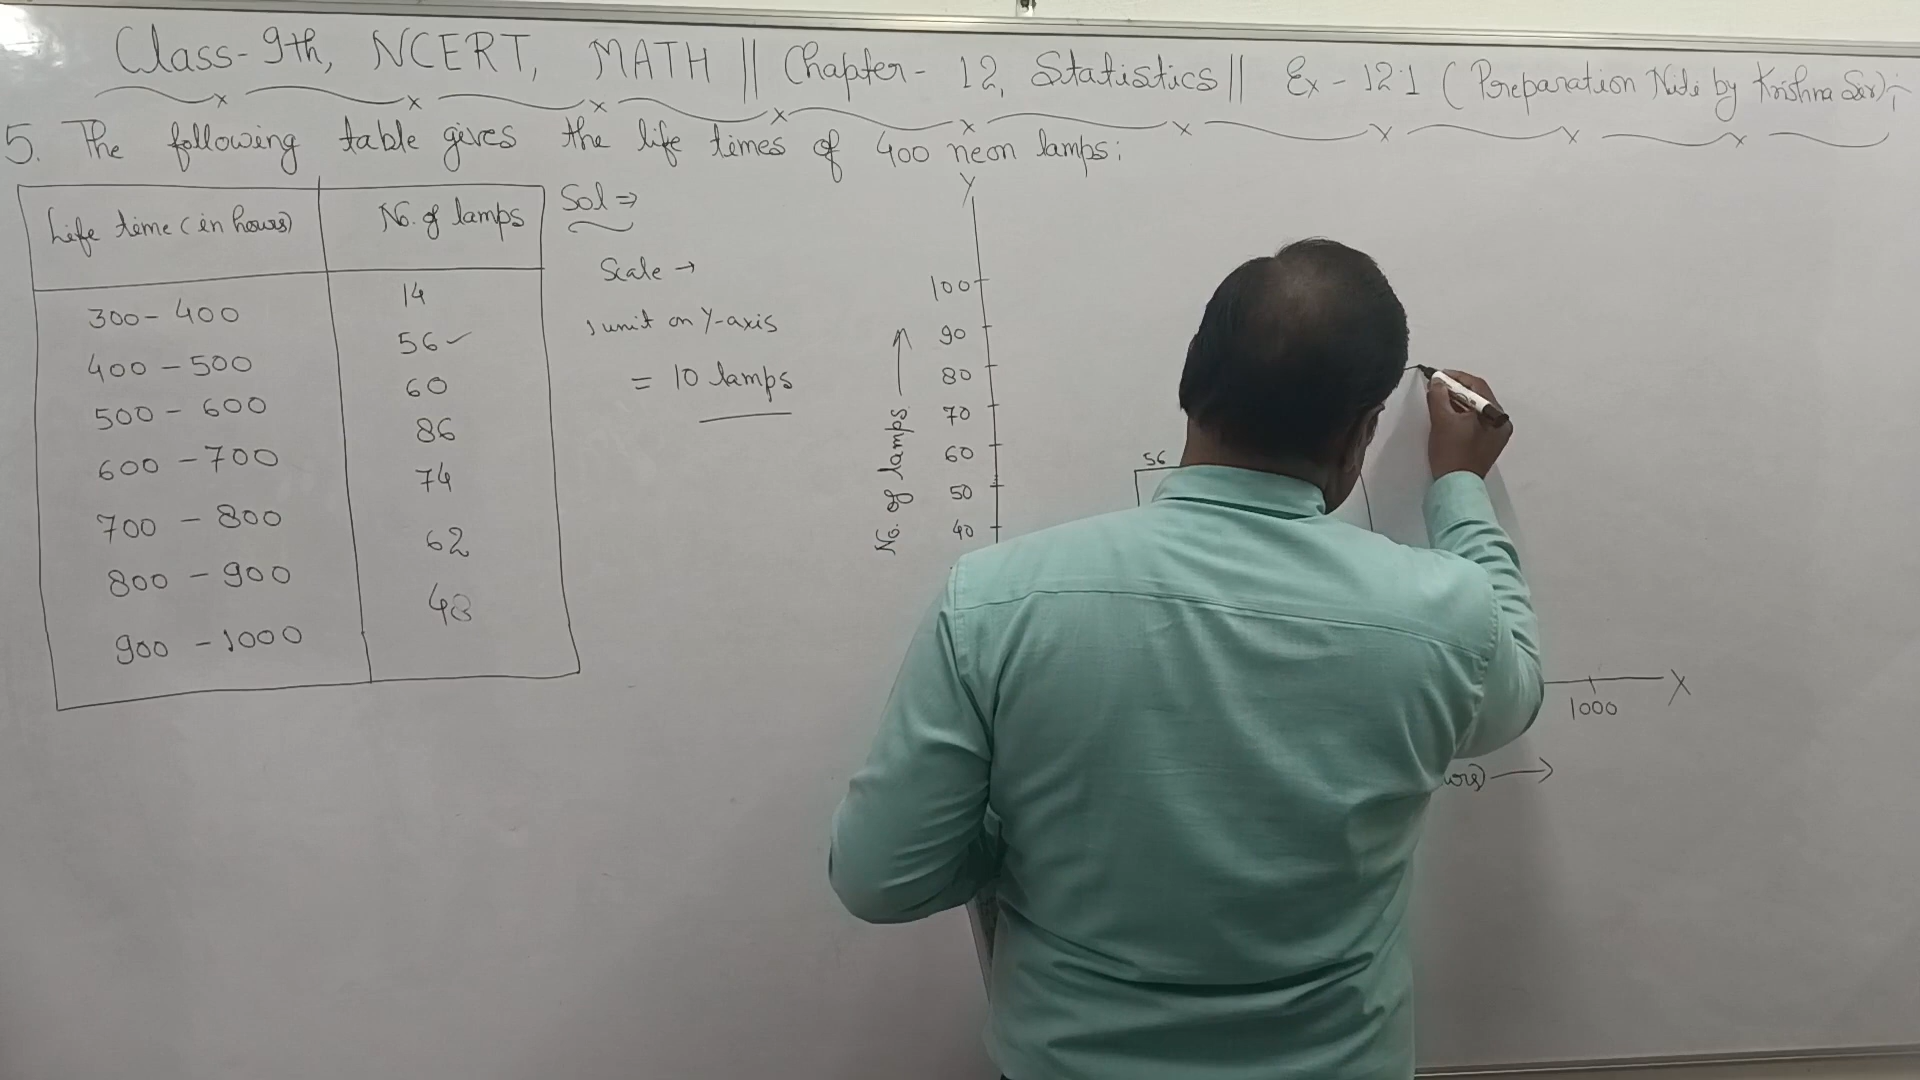 Class-9th, NCERT, MATH || Chapter-12, Statistics || Ex-12.1 (Preparation Niti by Krishna Sir);-
5. The following table gives the life times of 400 neon lamps:
Life time (in hours) No. of lamps
300-400 14
400-500 56
500-600 60
600-700 86
700-800 74
800-900 62
900-1000 48
Sol ⇒
Scale →
1 unit on Y-axis
= 10 lamps
Y
100
90
80
70
60
50
40
No. of lamps →
56
1000
X